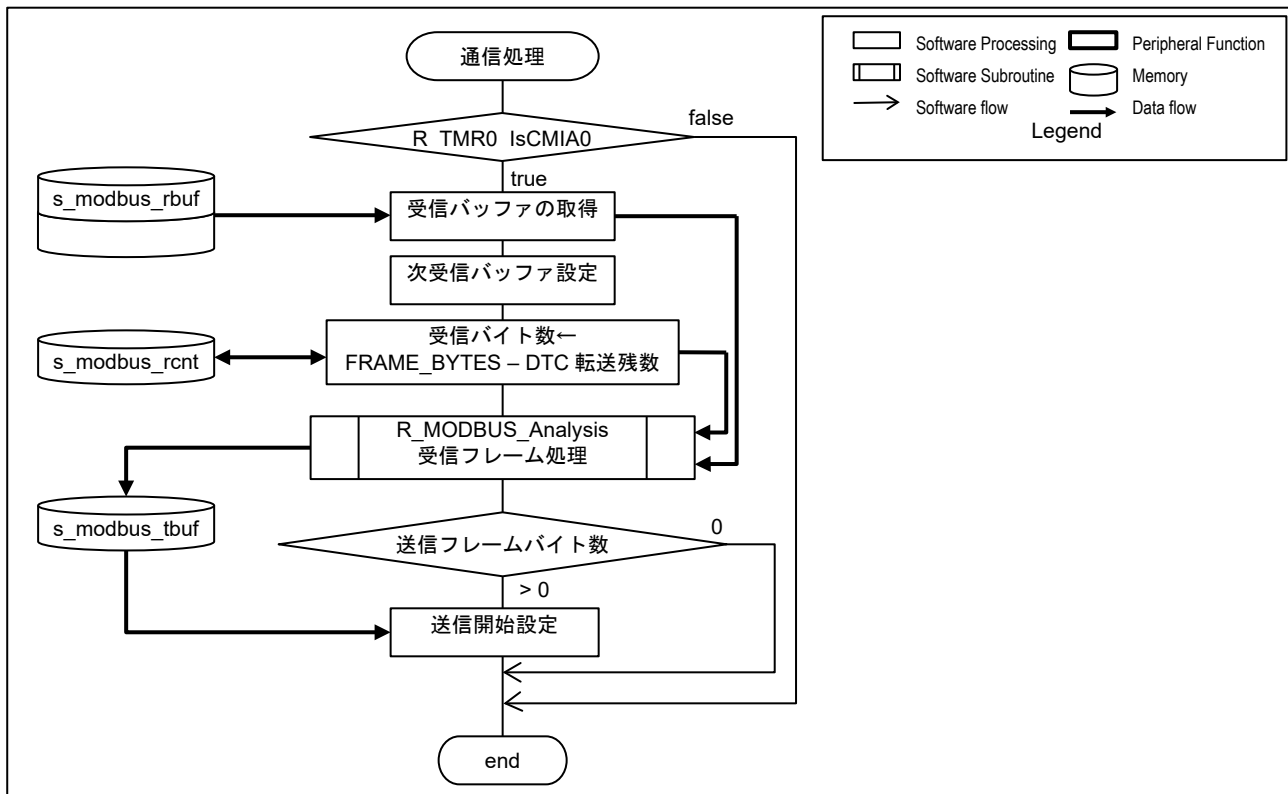 通信処理
R_TMR0_IsCMIA0
false
true
s_modbus_rbuf
受信バッファの取得
次受信バッファ設定
s_modbus_rcnt
受信バイト数←
FRAME_BYTES – DTC 転送残数
R_MODBUS_Analysis
受信フレーム処理
s_modbus_tbuf
送信フレームバイト数
0
> 0
送信開始設定
end
Software Processing
Peripheral Function
Software Subroutine
Memory
Software flow
Data flow
Legend